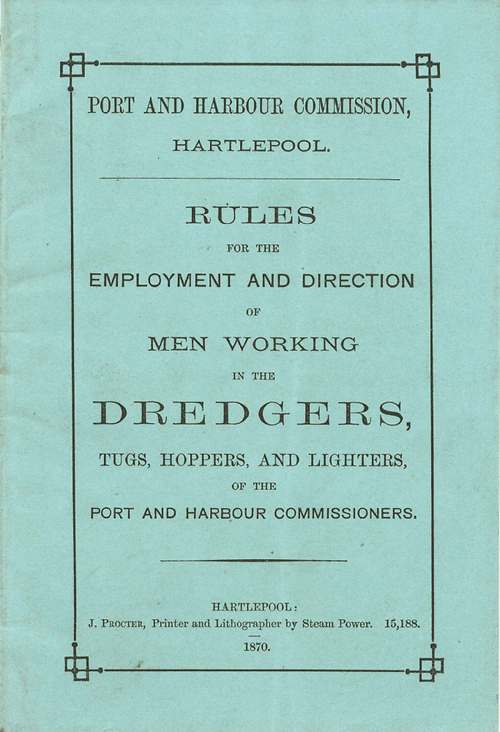 PORT AND HARBOUR COMMISSION,
HARTLEPOOL.
RULES
FOR THE
EMPLOYMENT AND DIRECTION
OF
MEN WORKING
IN THE
DREDGERS,
TUGS, HOPPERS, AND LIGHTERS,
OF THE
PORT AND HARBOUR COMMISSIONERS.
HARTLEPOOL:
J. PROCTER, Printer and Lithographer by Steam Power. 15,188.
1870.